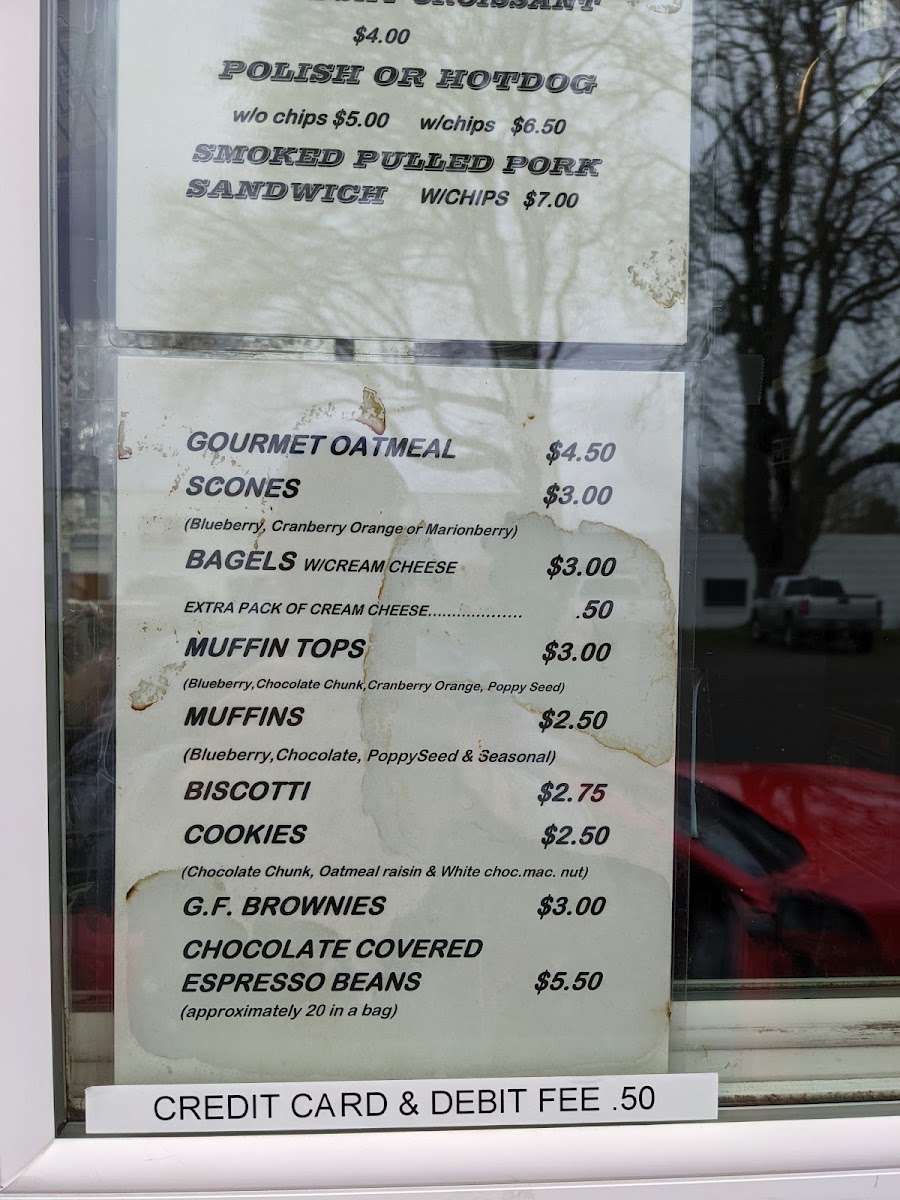 CROISSANT
$4.00
POLISH OR HOTDOG
w/o chips $5.00 w/chips $6.50
SMOKED PULLED PORK
SANDWICH W/CHIPS $7.00
GOURMET OATMEAL $4.50
SCONES $3.00
(Blueberry, Cranberry Orange or Marionberry)
BAGELS W/CREAM CHEESE $3.00
EXTRA PACK OF CREAM CHEESE.................... .50
MUFFIN TOPS $3.00
(Blueberry,Chocolate Chunk,Cranberry Orange, Poppy Seed)
MUFFINS $2.50
(Blueberry,Chocolate, PoppySeed & Seasonal)
BISCOTTI $2.75
COOKIES $2.50
(Chocolate Chunk, Oatmeal raisin & White choc.mac. nut)
G.F. BROWNIES $3.00
CHOCOLATE COVERED
ESPRESSO BEANS $5.50
(approximately 20 in a bag)
CREDIT CARD & DEBIT FEE .50